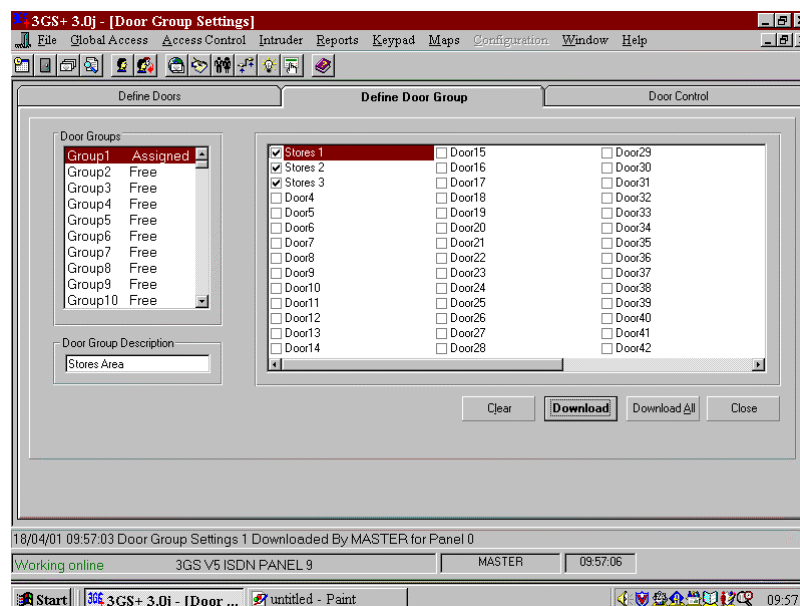 3GS+ 3.0j - [Door Group Settings]
File Global Access Access Control Intruder Reports Keypad Maps Configuration Window Help
Define Doors Define Door Group Door Control
Door Groups
Group1 Assigned
Group2 Free
Group3 Free
Group4 Free
Group5 Free
Group6 Free
Group7 Free
Group8 Free
Group9 Free
Group10 Free
Door Group Description
Stores Area
Stores 1 Door15 Door29
Stores 2 Door16 Door30
Stores 3 Door17 Door31
Door4 Door18 Door32
Door5 Door19 Door33
Door6 Door20 Door34
Door7 Door21 Door35
Door8 Door22 Door36
Door9 Door23 Door37
Door10 Door24 Door38
Door11 Door25 Door39
Door12 Door26 Door40
Door13 Door27 Door41
Door14 Door28 Door42
Clear Download Download All Close
18/04/01 09:57:03 Door Group Settings 1 Downloaded By MASTER for Panel 0
Working online 3GS V5 ISDN PANEL 9 MASTER 09:57:06
Start 3GS+ 3.0j - [Door ... untitled - Paint 09:57